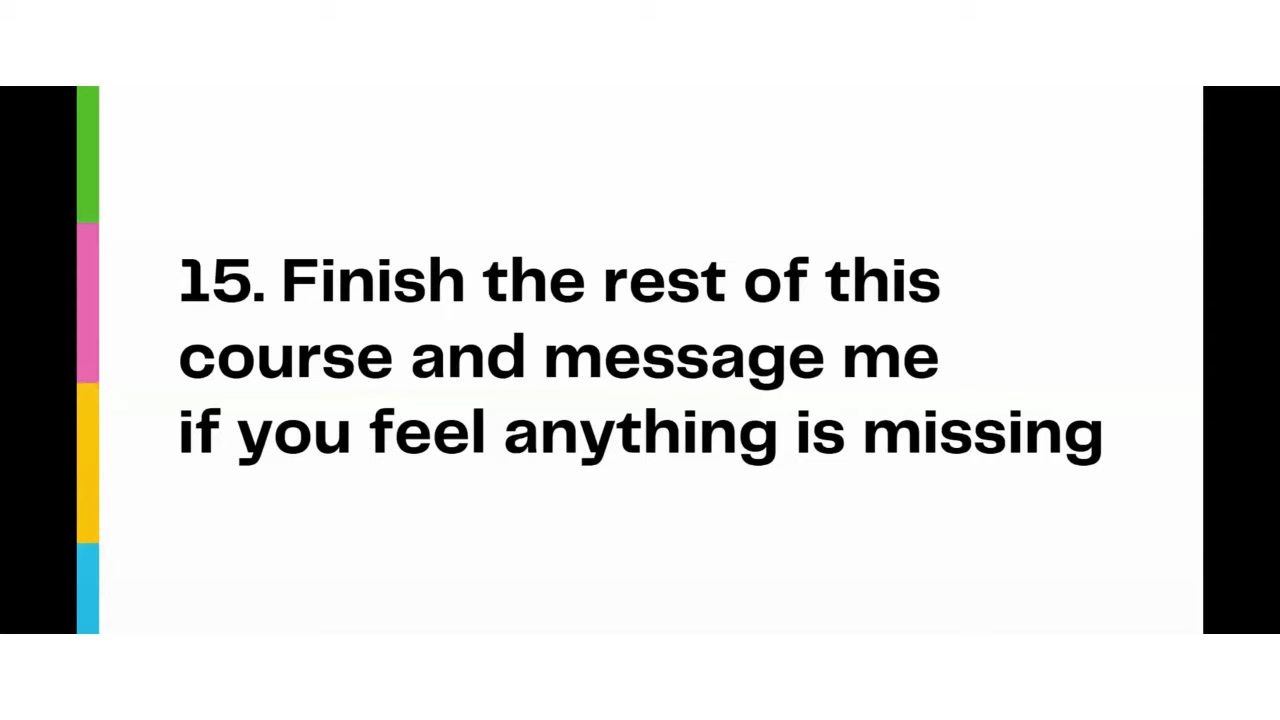 15. Finish the rest of this
course and message me
if you feel anything is missing